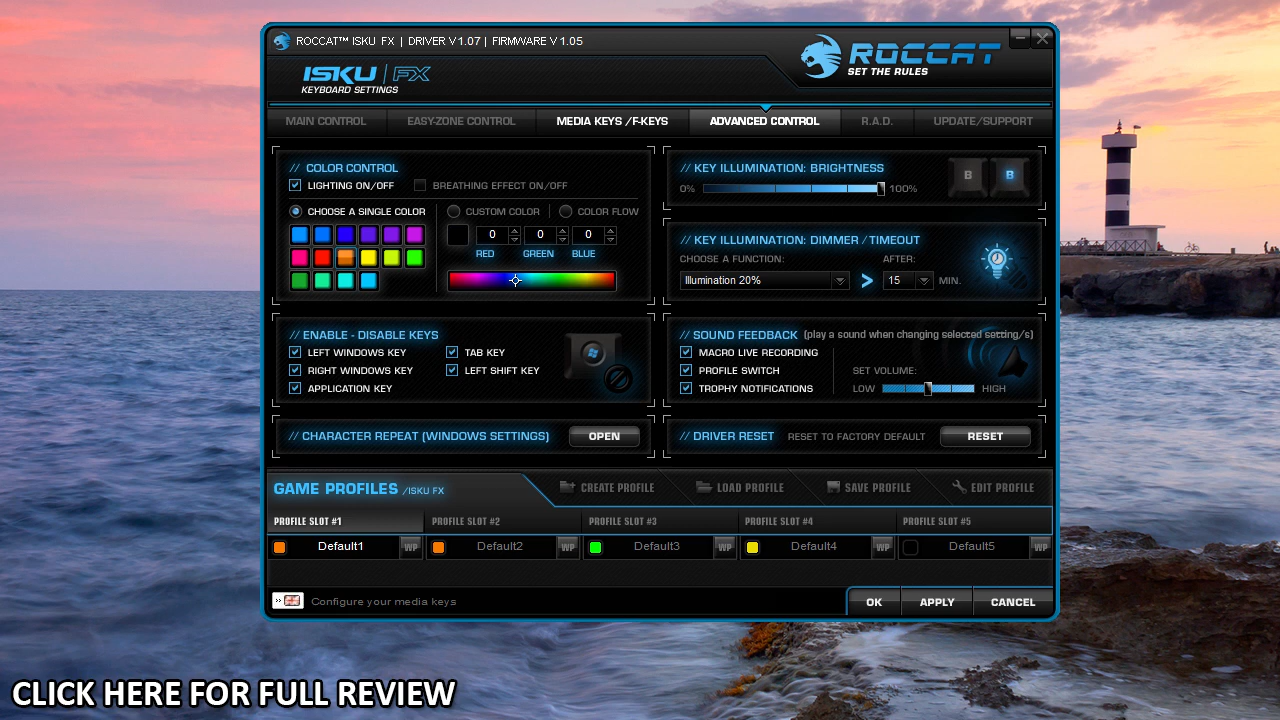 ROCCAT™ ISKU FX | DRIVER V 1.07 | FIRMWARE V 1.05
ROCCAT
SET THE RULES
ISKU | FX
KEYBOARD SETTINGS
MAIN CONTROL
EASY-ZONE CONTROL
MEDIA KEYS /F-KEYS
ADVANCED CONTROL
R.A.D.
UPDATE/SUPPORT
// COLOR CONTROL
LIGHTING ON/OFF
BREATHING EFFECT ON/OFF
CHOOSE A SINGLE COLOR
CUSTOM COLOR
COLOR FLOW
0 0 0
RED GREEN BLUE
// KEY ILLUMINATION: BRIGHTNESS
0% 100%
B B
// KEY ILLUMINATION: DIMMER / TIMEOUT
CHOOSE A FUNCTION: AFTER:
Illumination 20% > 15 MIN.
// ENABLE - DISABLE KEYS
LEFT WINDOWS KEY
TAB KEY
RIGHT WINDOWS KEY
LEFT SHIFT KEY
APPLICATION KEY
// SOUND FEEDBACK (play a sound when changing selected setting/s)
MACRO LIVE RECORDING
PROFILE SWITCH
TROPHY NOTIFICATIONS
SET VOLUME:
LOW HIGH
// CHARACTER REPEAT (WINDOWS SETTINGS)
OPEN
// DRIVER RESET
RESET TO FACTORY DEFAULT
RESET
GAME PROFILES /ISKU FX
CREATE PROFILE
LOAD PROFILE
SAVE PROFILE
EDIT PROFILE
PROFILE SLOT #1
PROFILE SLOT #2
PROFILE SLOT #3
PROFILE SLOT #4
PROFILE SLOT #5
Default1 WP
Default2 WP
Default3 WP
Default4 WP
Default5 WP
Configure your media keys
OK
APPLY
CANCEL
CLICK HERE FOR FULL REVIEW